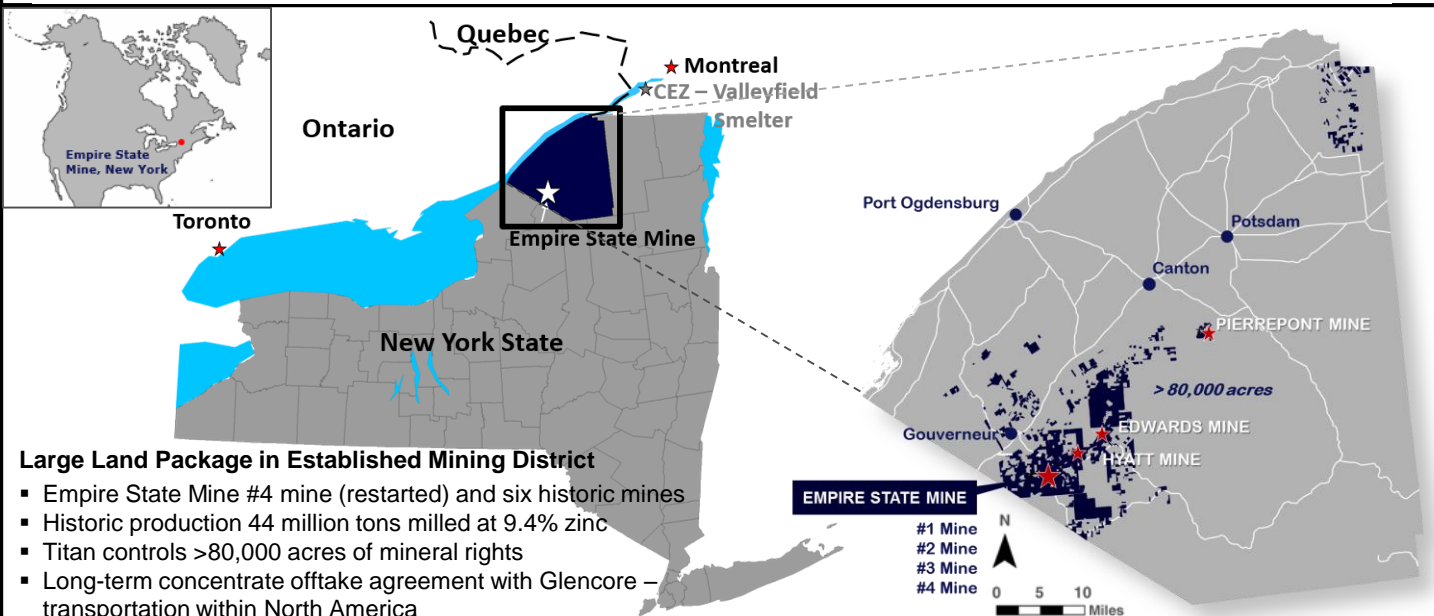 Empire State
Mine, New York
Quebec
Montreal
CEZ – Valleyfield
Smelter
Ontario
Toronto
Empire State Mine
New York State
Large Land Package in Established Mining District
▪ Empire State Mine #4 mine (restarted) and six historic mines
▪ Historic production 44 million tons milled at 9.4% zinc
▪ Titan controls >80,000 acres of mineral rights
▪ Long-term concentrate offtake agreement with Glencore –
transportation within North America
Port Ogdensburg
Potsdam
Canton
PIERREPONT MINE
> 80,000 acres
Gouverneur
EDWARDS MINE
HYATT MINE
EMPIRE STATE MINE
#1 Mine
#2 Mine
#3 Mine
#4 Mine
N
0 5 10
Miles